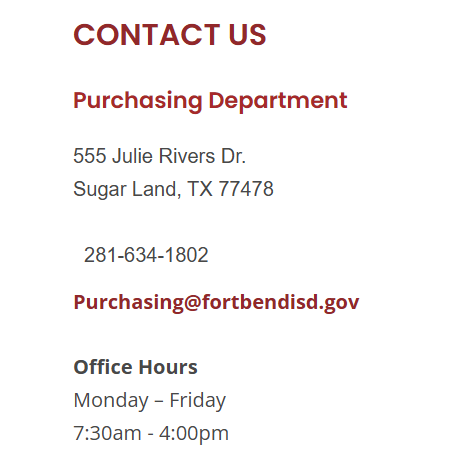 CONTACT US
Purchasing Department
555 Julie Rivers Dr.
Sugar Land, TX 77478
281-634-1802
Purchasing@fortbendisd.gov
Office Hours
Monday – Friday
7:30am - 4:00pm